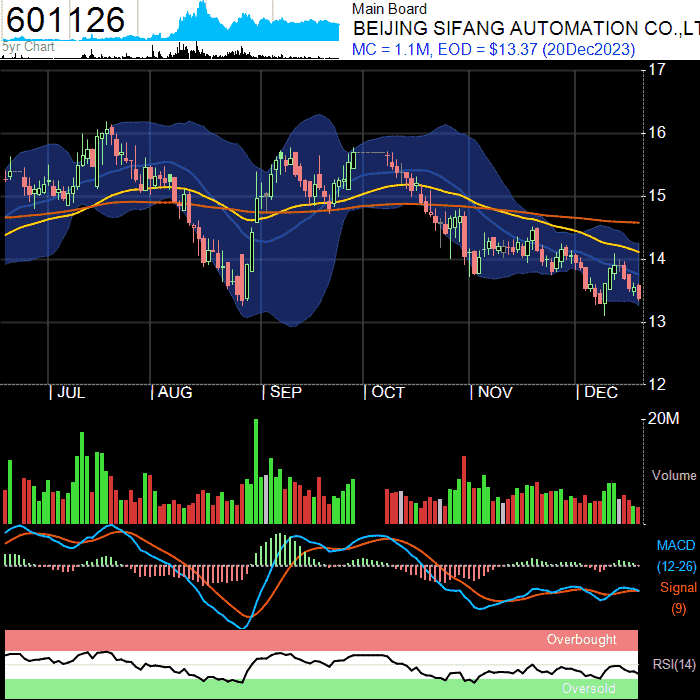 601126
5yr Chart
Main Board
BEIJING SIFANG AUTOMATION CO.,LT
MC = 1.1M, EOD = $13.37 (20Dec2023)
17
16
15
14
13
12
| JUL | AUG | SEP | OCT | NOV | DEC
20M
Volume
MACD
(12-26)
Signal
(9)
Overbought
RSI(14)
Oversold